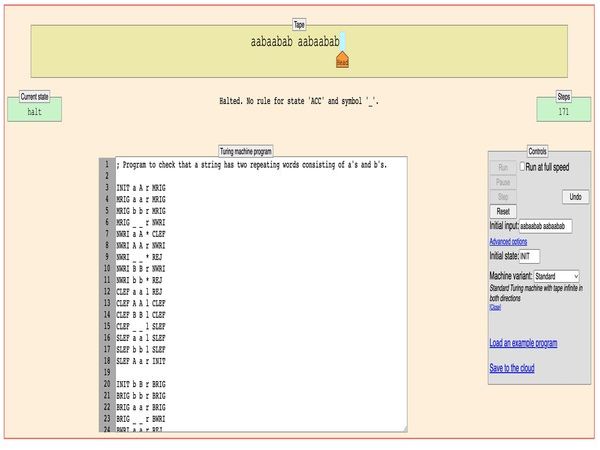 Tape
aabaabab aabaabab
Head
Current state
halt
Halted. No rule for state 'ACC' and symbol '_'.
Steps
171
Turing machine program
1 ; Program to check that a string has two repeating words consisting of a's and b's.
2
3 INIT a A r MRIG
4 MRIG a a r MRIG
5 MRIG b b r MRIG
6 MRIG _ _ r NWRI
7 NWRI a A * CLEF
8 NWRI A A r NWRI
9 NWRI _ _ * REJ
10 NWRI B B r NWRI
11 NWRI b b * REJ
12 CLEF a a l REJ
13 CLEF A A l CLEF
14 CLEF B B l CLEF
15 CLEF _ _ l SLEF
16 SLEF a a l SLEF
17 SLEF b b l SLEF
18 SLEF A a r INIT
19
20 INIT b B r BRIG
21 BRIG b b r BRIG
22 BRIG a a r BRIG
23 BRIG _ _ r BWRI
24 BWRI a a r REJ
Controls
Run
Run at full speed
Pause
Step
Undo
Reset
Initial input: aabaabab aabaabab
Advanced options
Initial state: INIT
Machine variant: Standard
Standard Turing machine with tape infinite in
both directions
[Close]
Load an example program
Save to the cloud